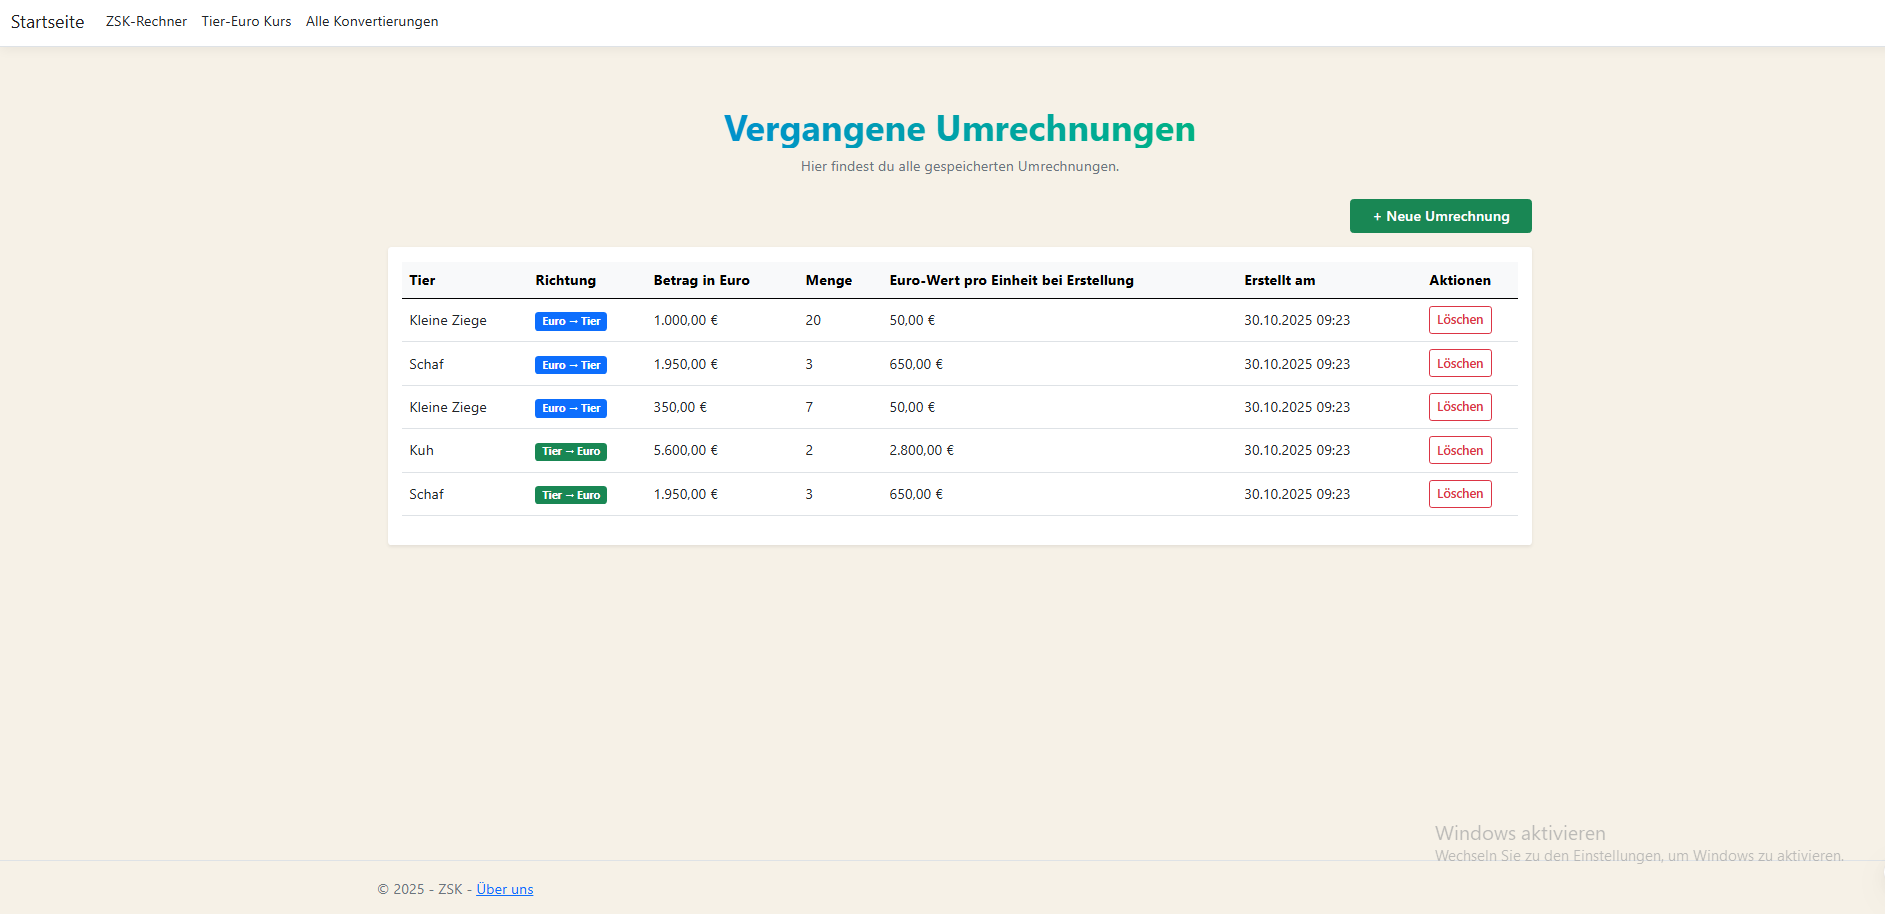 Startseite ZSK-Rechner Tier-Euro Kurs Alle Konvertierungen
Vergangene Umrechnungen
Hier findest du alle gespeicherten Umrechnungen.
+ Neue Umrechnung
Tier Richtung Betrag in Euro Menge Euro-Wert pro Einheit bei Erstellung Erstellt am Aktionen
Kleine Ziege Euro → Tier 1.000,00 € 20 50,00 € 30.10.2025 09:23 Löschen
Schaf Euro → Tier 1.950,00 € 3 650,00 € 30.10.2025 09:23 Löschen
Kleine Ziege Euro → Tier 350,00 € 7 50,00 € 30.10.2025 09:23 Löschen
Kuh Tier → Euro 5.600,00 € 2 2.800,00 € 30.10.2025 09:23 Löschen
Schaf Tier → Euro 1.950,00 € 3 650,00 € 30.10.2025 09:23 Löschen
Windows aktivieren
Wechseln Sie zu den Einstellungen, um Windows zu aktivieren.
© 2025 - ZSK - Über uns